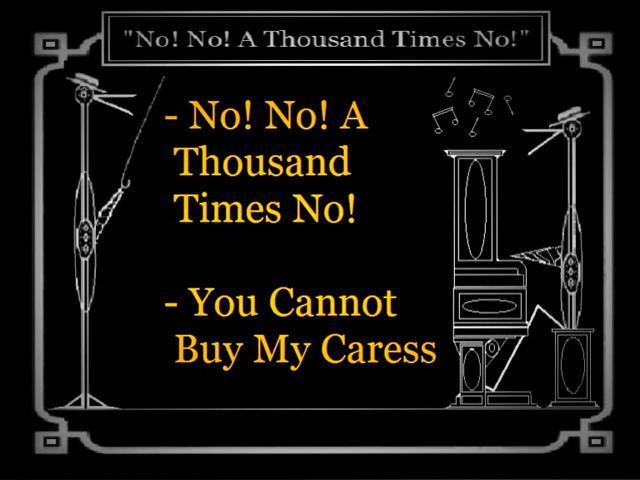 "No! No! A Thousand Times No!"
- No! No! A
Thousand
Times No!
- You Cannot
Buy My Caress